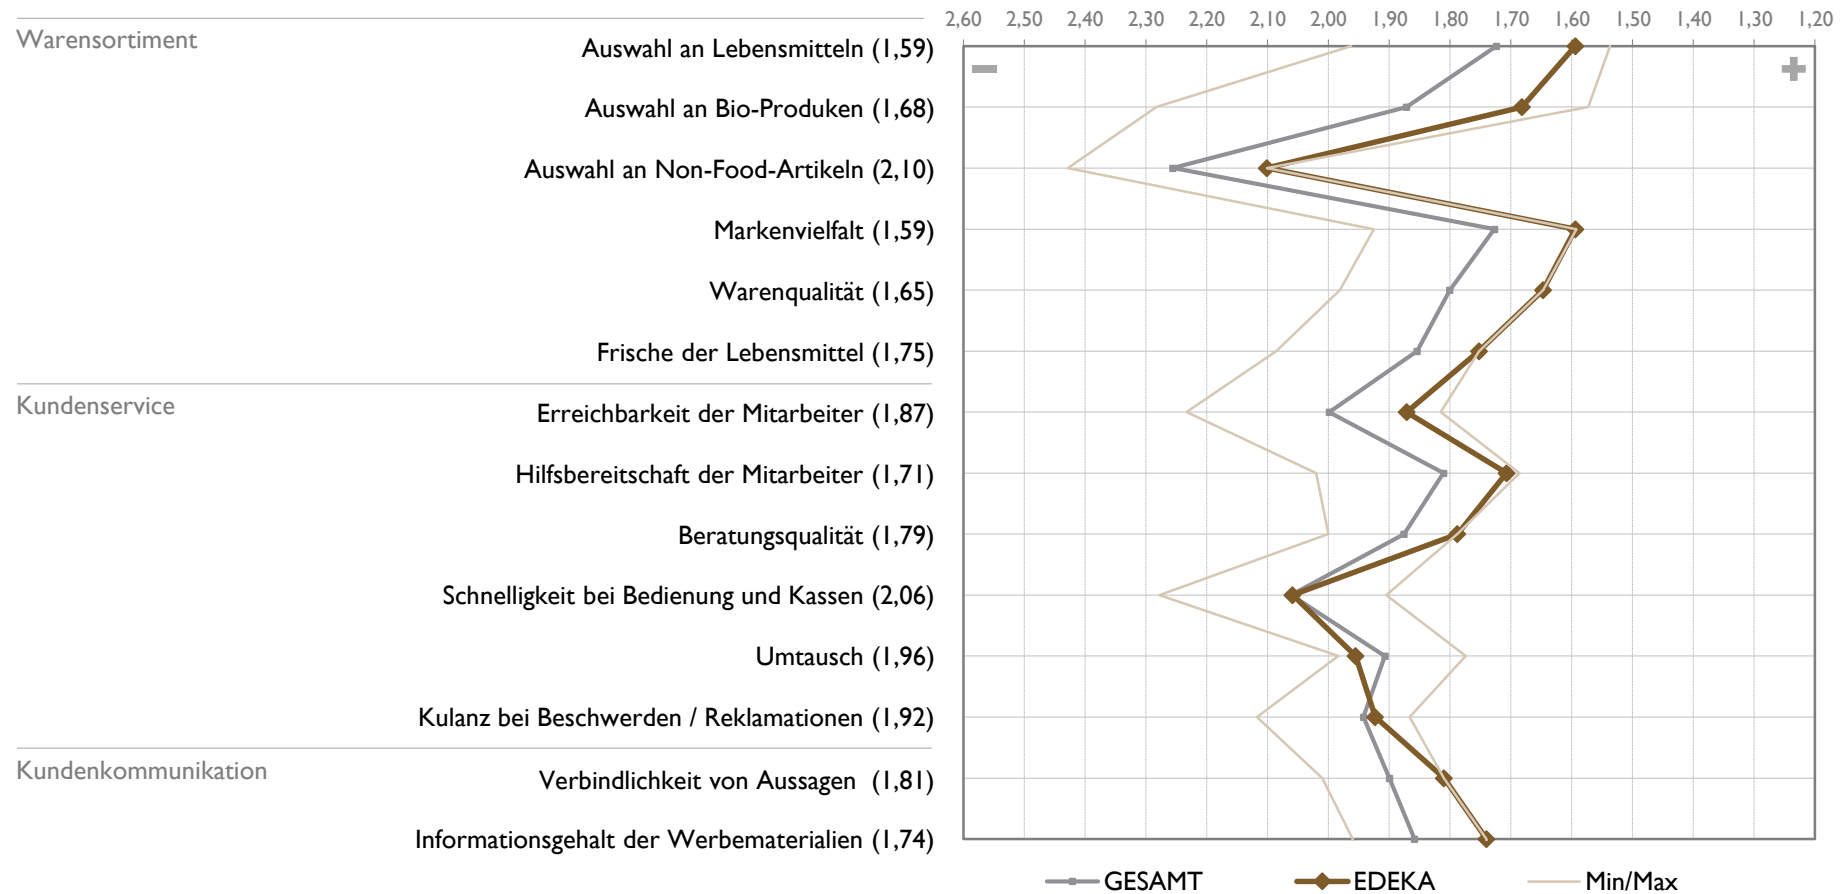 2,60 2,50 2,40 2,30 2,20 2,10 2,00 1,90 1,80 1,70 1,60 1,50 1,40 1,30 1,20
Warensortiment
Auswahl an Lebensmitteln (1,59)
Auswahl an Bio-Produken (1,68)
Auswahl an Non-Food-Artikeln (2,10)
Markenvielfalt (1,59)
Warenqualität (1,65)
Frische der Lebensmittel (1,75)
Kundenservice
Erreichbarkeit der Mitarbeiter (1,87)
Hilfsbereitschaft der Mitarbeiter (1,71)
Beratungsqualität (1,79)
Schnelligkeit bei Bedienung und Kassen (2,06)
Umtausch (1,96)
Kulanz bei Beschwerden / Reklamationen (1,92)
Kundenkommunikation
Verbindlichkeit von Aussagen (1,81)
Informationsgehalt der Werbematerialien (1,74)
GESAMT EDEKA Min/Max